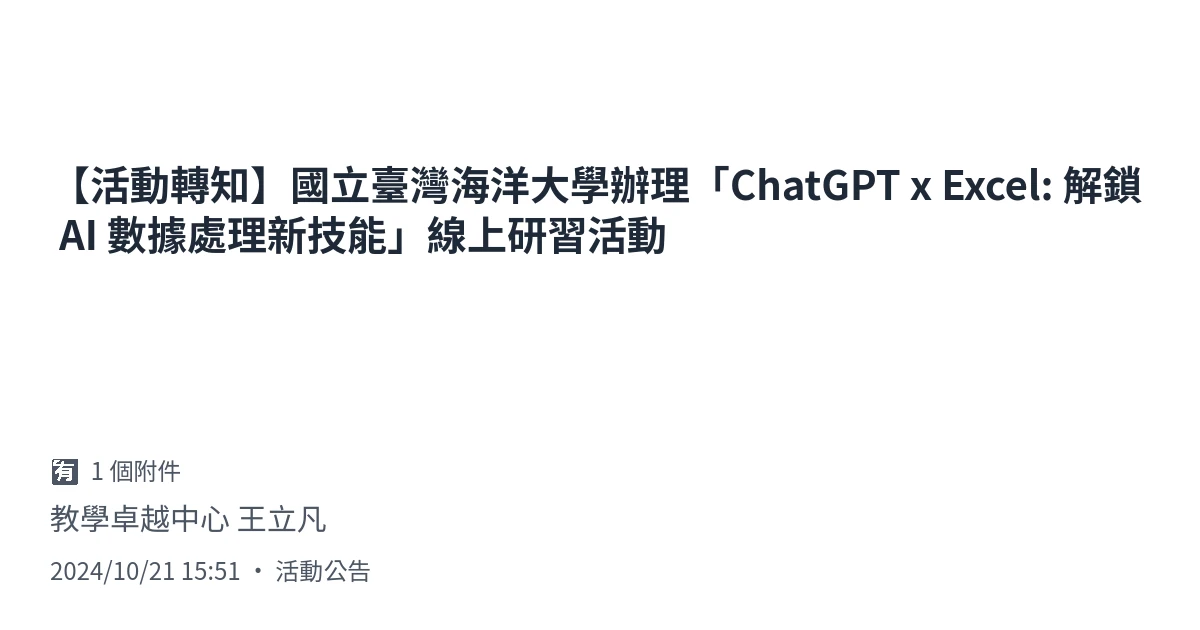 【活動轉知】國立臺灣海洋大學辦理「ChatGPT x Excel: 解鎖
AI 數據處理新技能」線上研習活動
有 1 個附件
教學卓越中心 王立凡
2024/10/21 15:51 • 活動公告